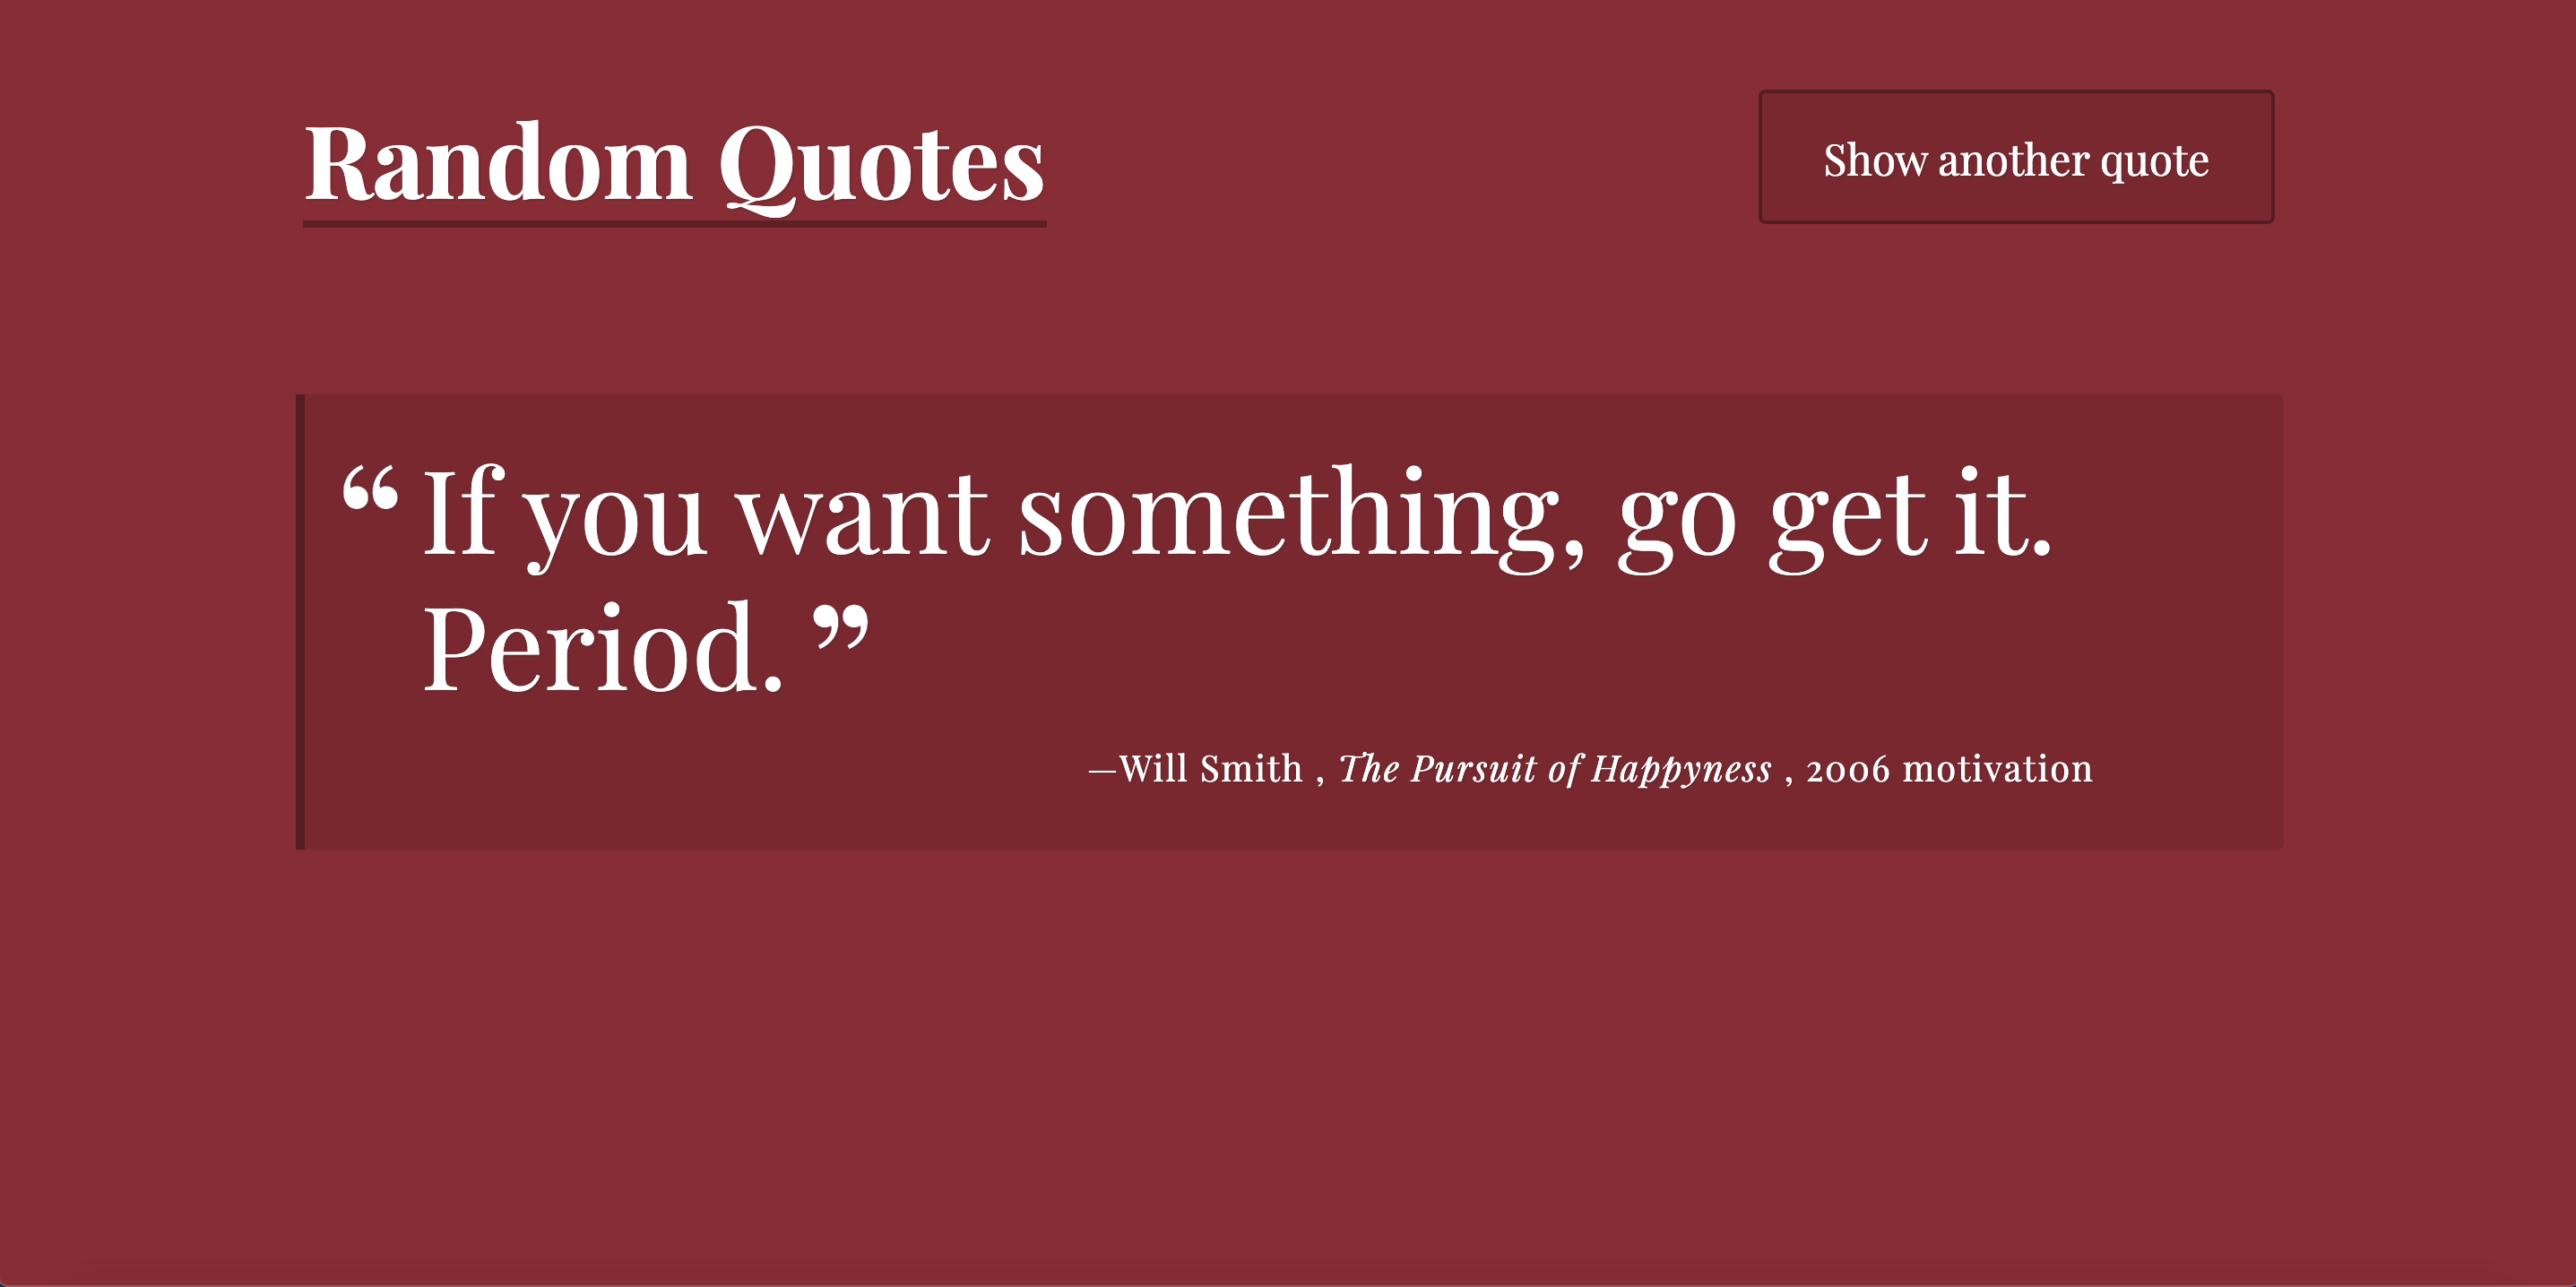 Random Quotes
Show another quote
“ If you want something, go get it.
Period. ”
—Will Smith , The Pursuit of Happyness , 2006 motivation